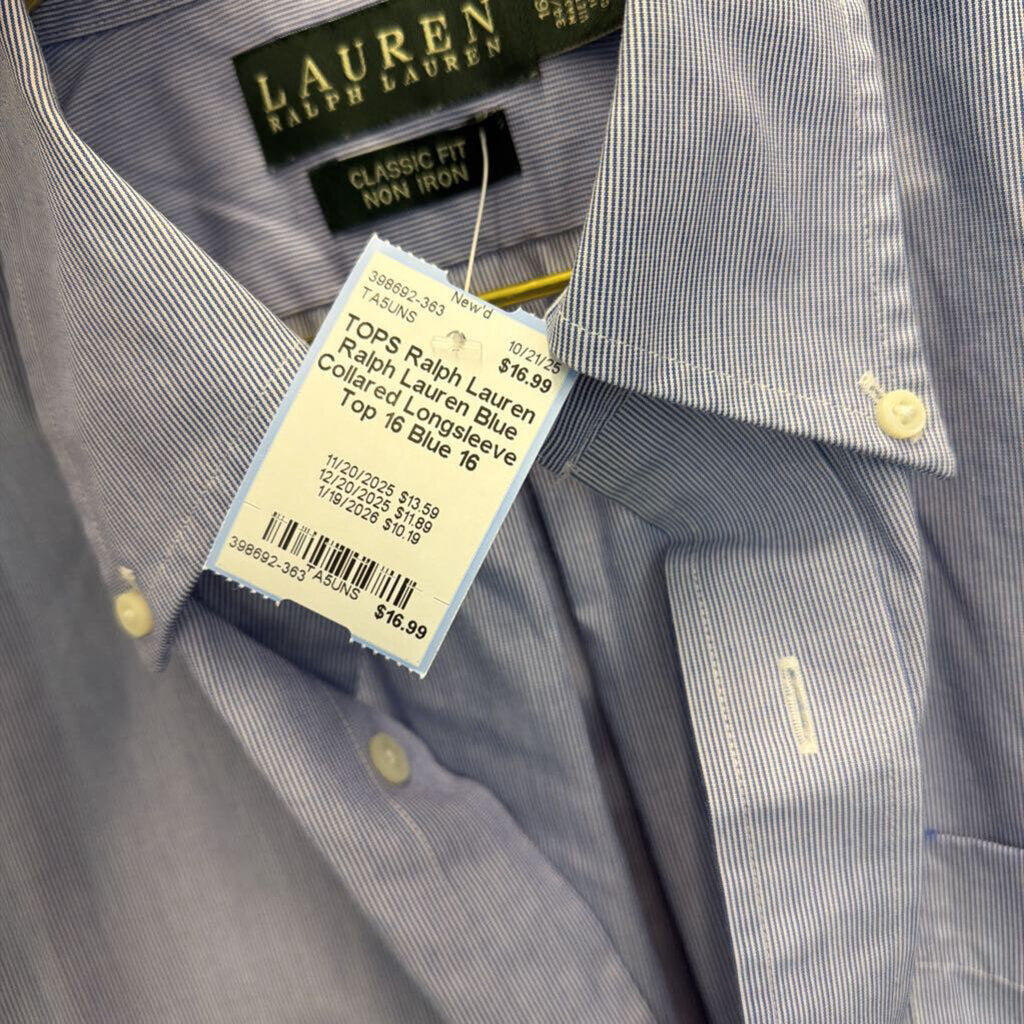 LAUREN
RALPH LAUREN
CLASSIC FIT
NON IRON
398692-363
TA5UNS
New'd
10/21/25
$16.99
TOPS Ralph Lauren
Ralph Lauren Blue
Collared Longsleeve
Top 16 Blue 16
11/20/2025 $13.59
12/20/2025 $11.89
1/19/2026 $10.19
398692-363 TA5UNS
$16.99